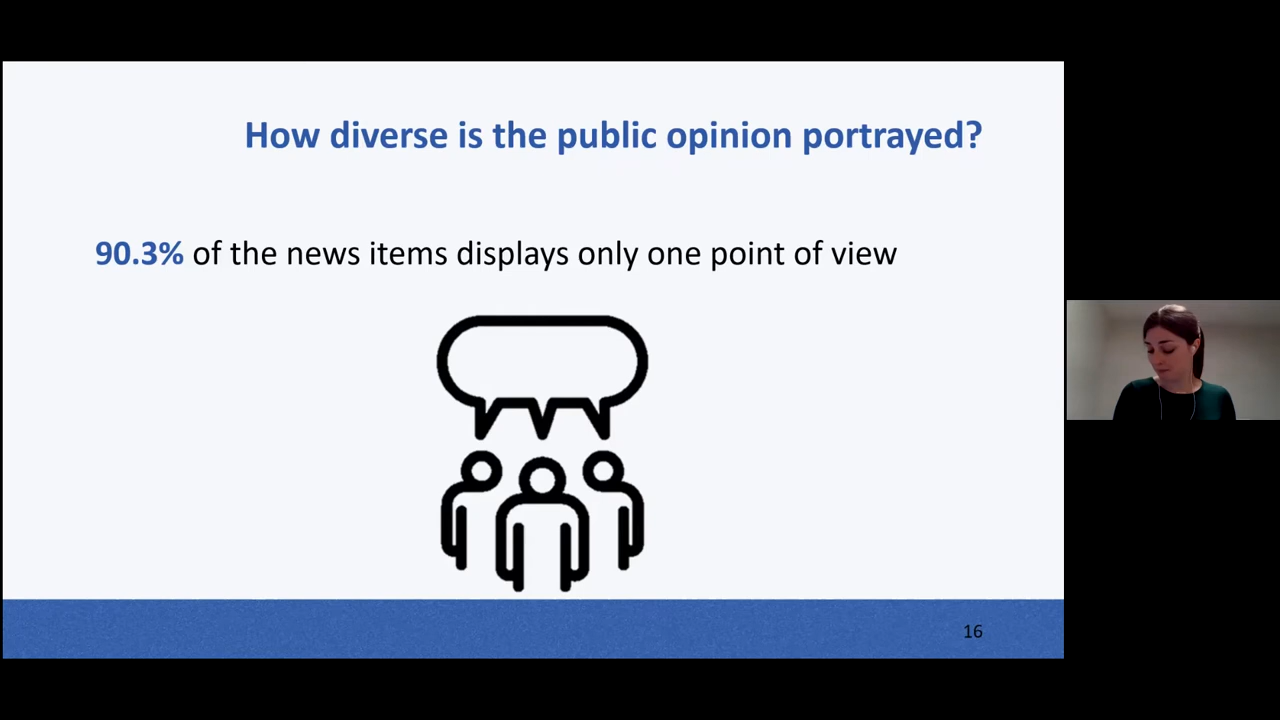 How diverse is the public opinion portrayed?
90.3% of the news items displays only one point of view
16